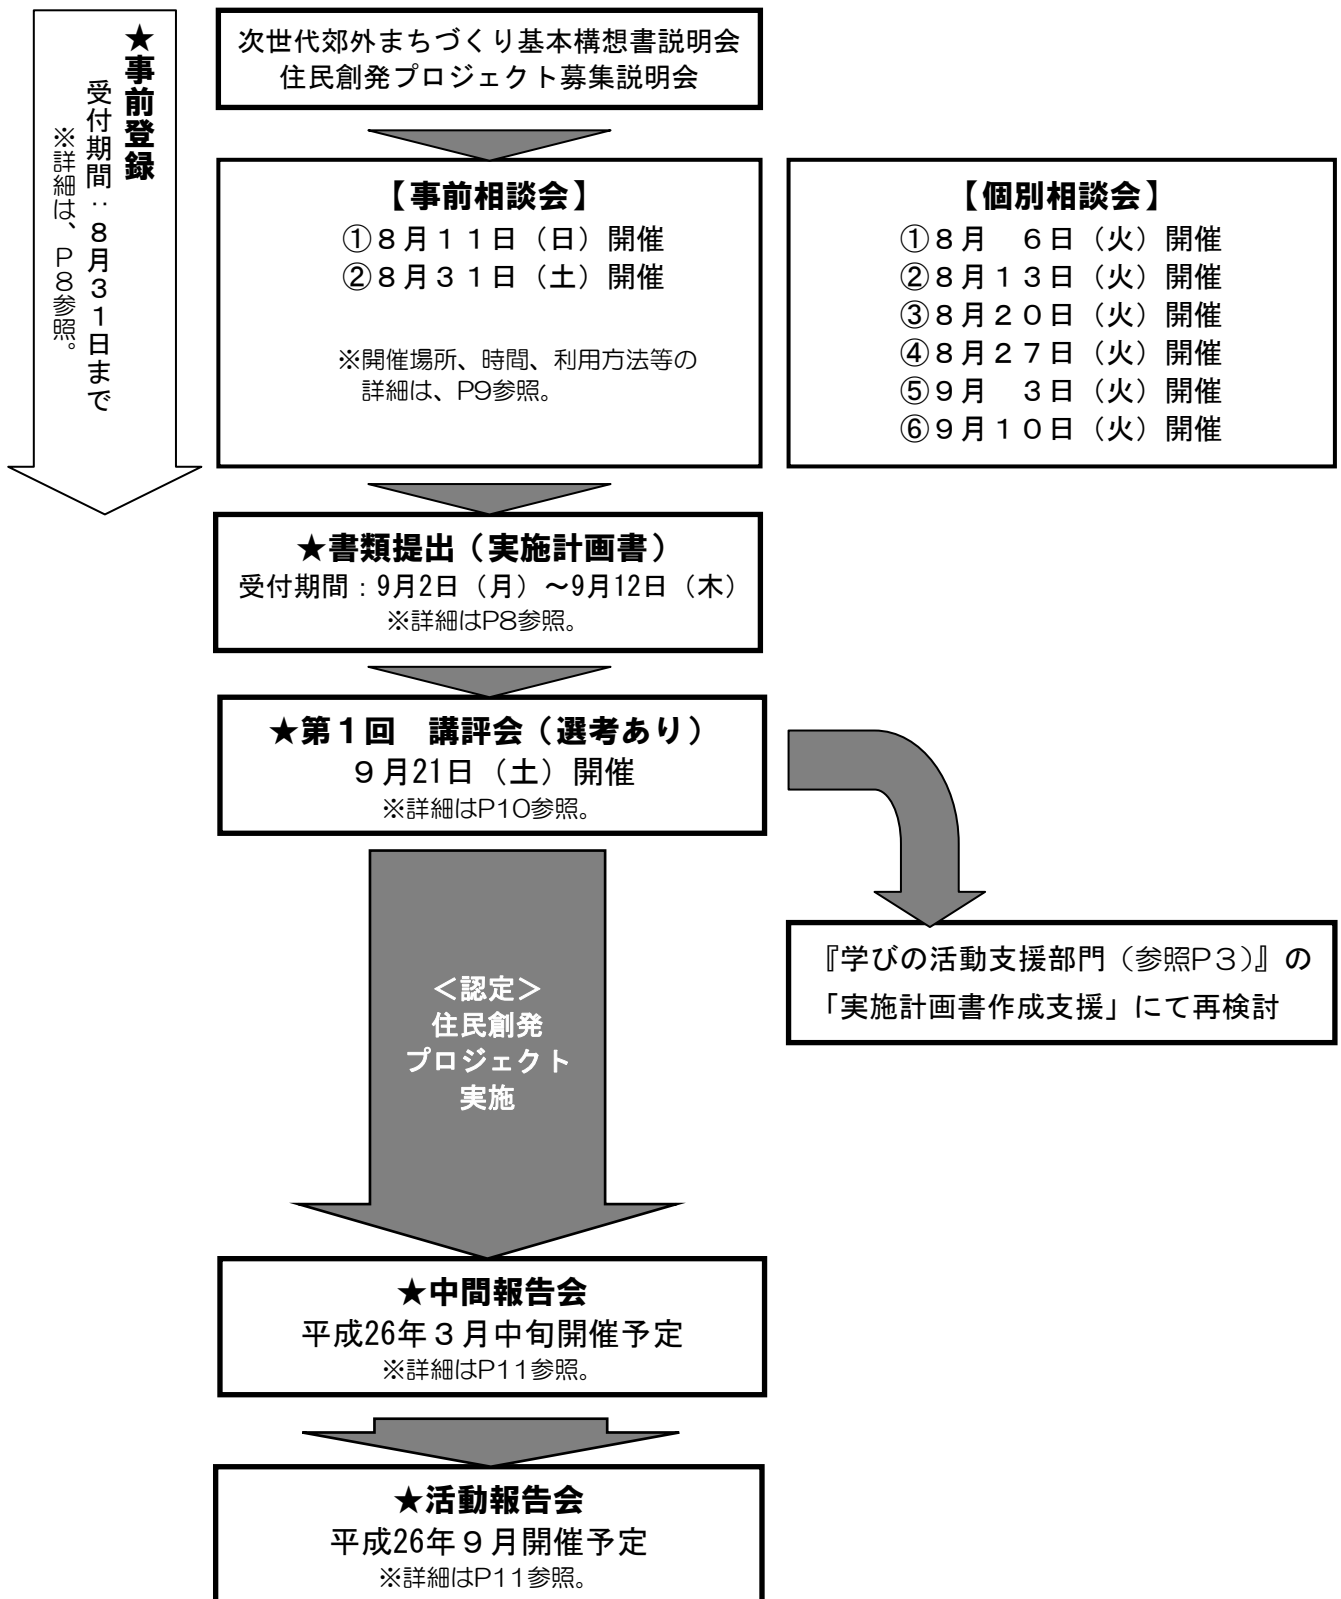 ★事前登録
受付期間：８月３１日まで
※詳細は、Ｐ８参照。
次世代郊外まちづくり基本構想書説明会
住民創発プロジェクト募集説明会
【事前相談会】
①８月１１日（日）開催
②８月３１日（土）開催
※開催場所、時間、利用方法等の
詳細は、P9参照。
【個別相談会】
①８月　６日（火）開催
②８月１３日（火）開催
③８月２０日（火）開催
④８月２７日（火）開催
⑤９月　３日（火）開催
⑥９月１０日（火）開催
★書類提出（実施計画書）
受付期間：9月2日（月）～9月12日（木）
※詳細はP8参照。
★第１回　講評会（選考あり）
９月21日（土）開催
※詳細はP10参照。
『学びの活動支援部門（参照P３）』の
「実施計画書作成支援」にて再検討
＜認定＞
住民創発
プロジェクト
実施
★中間報告会
平成26年３月中旬開催予定
※詳細はP11参照。
★活動報告会
平成26年９月開催予定
※詳細はP11参照。